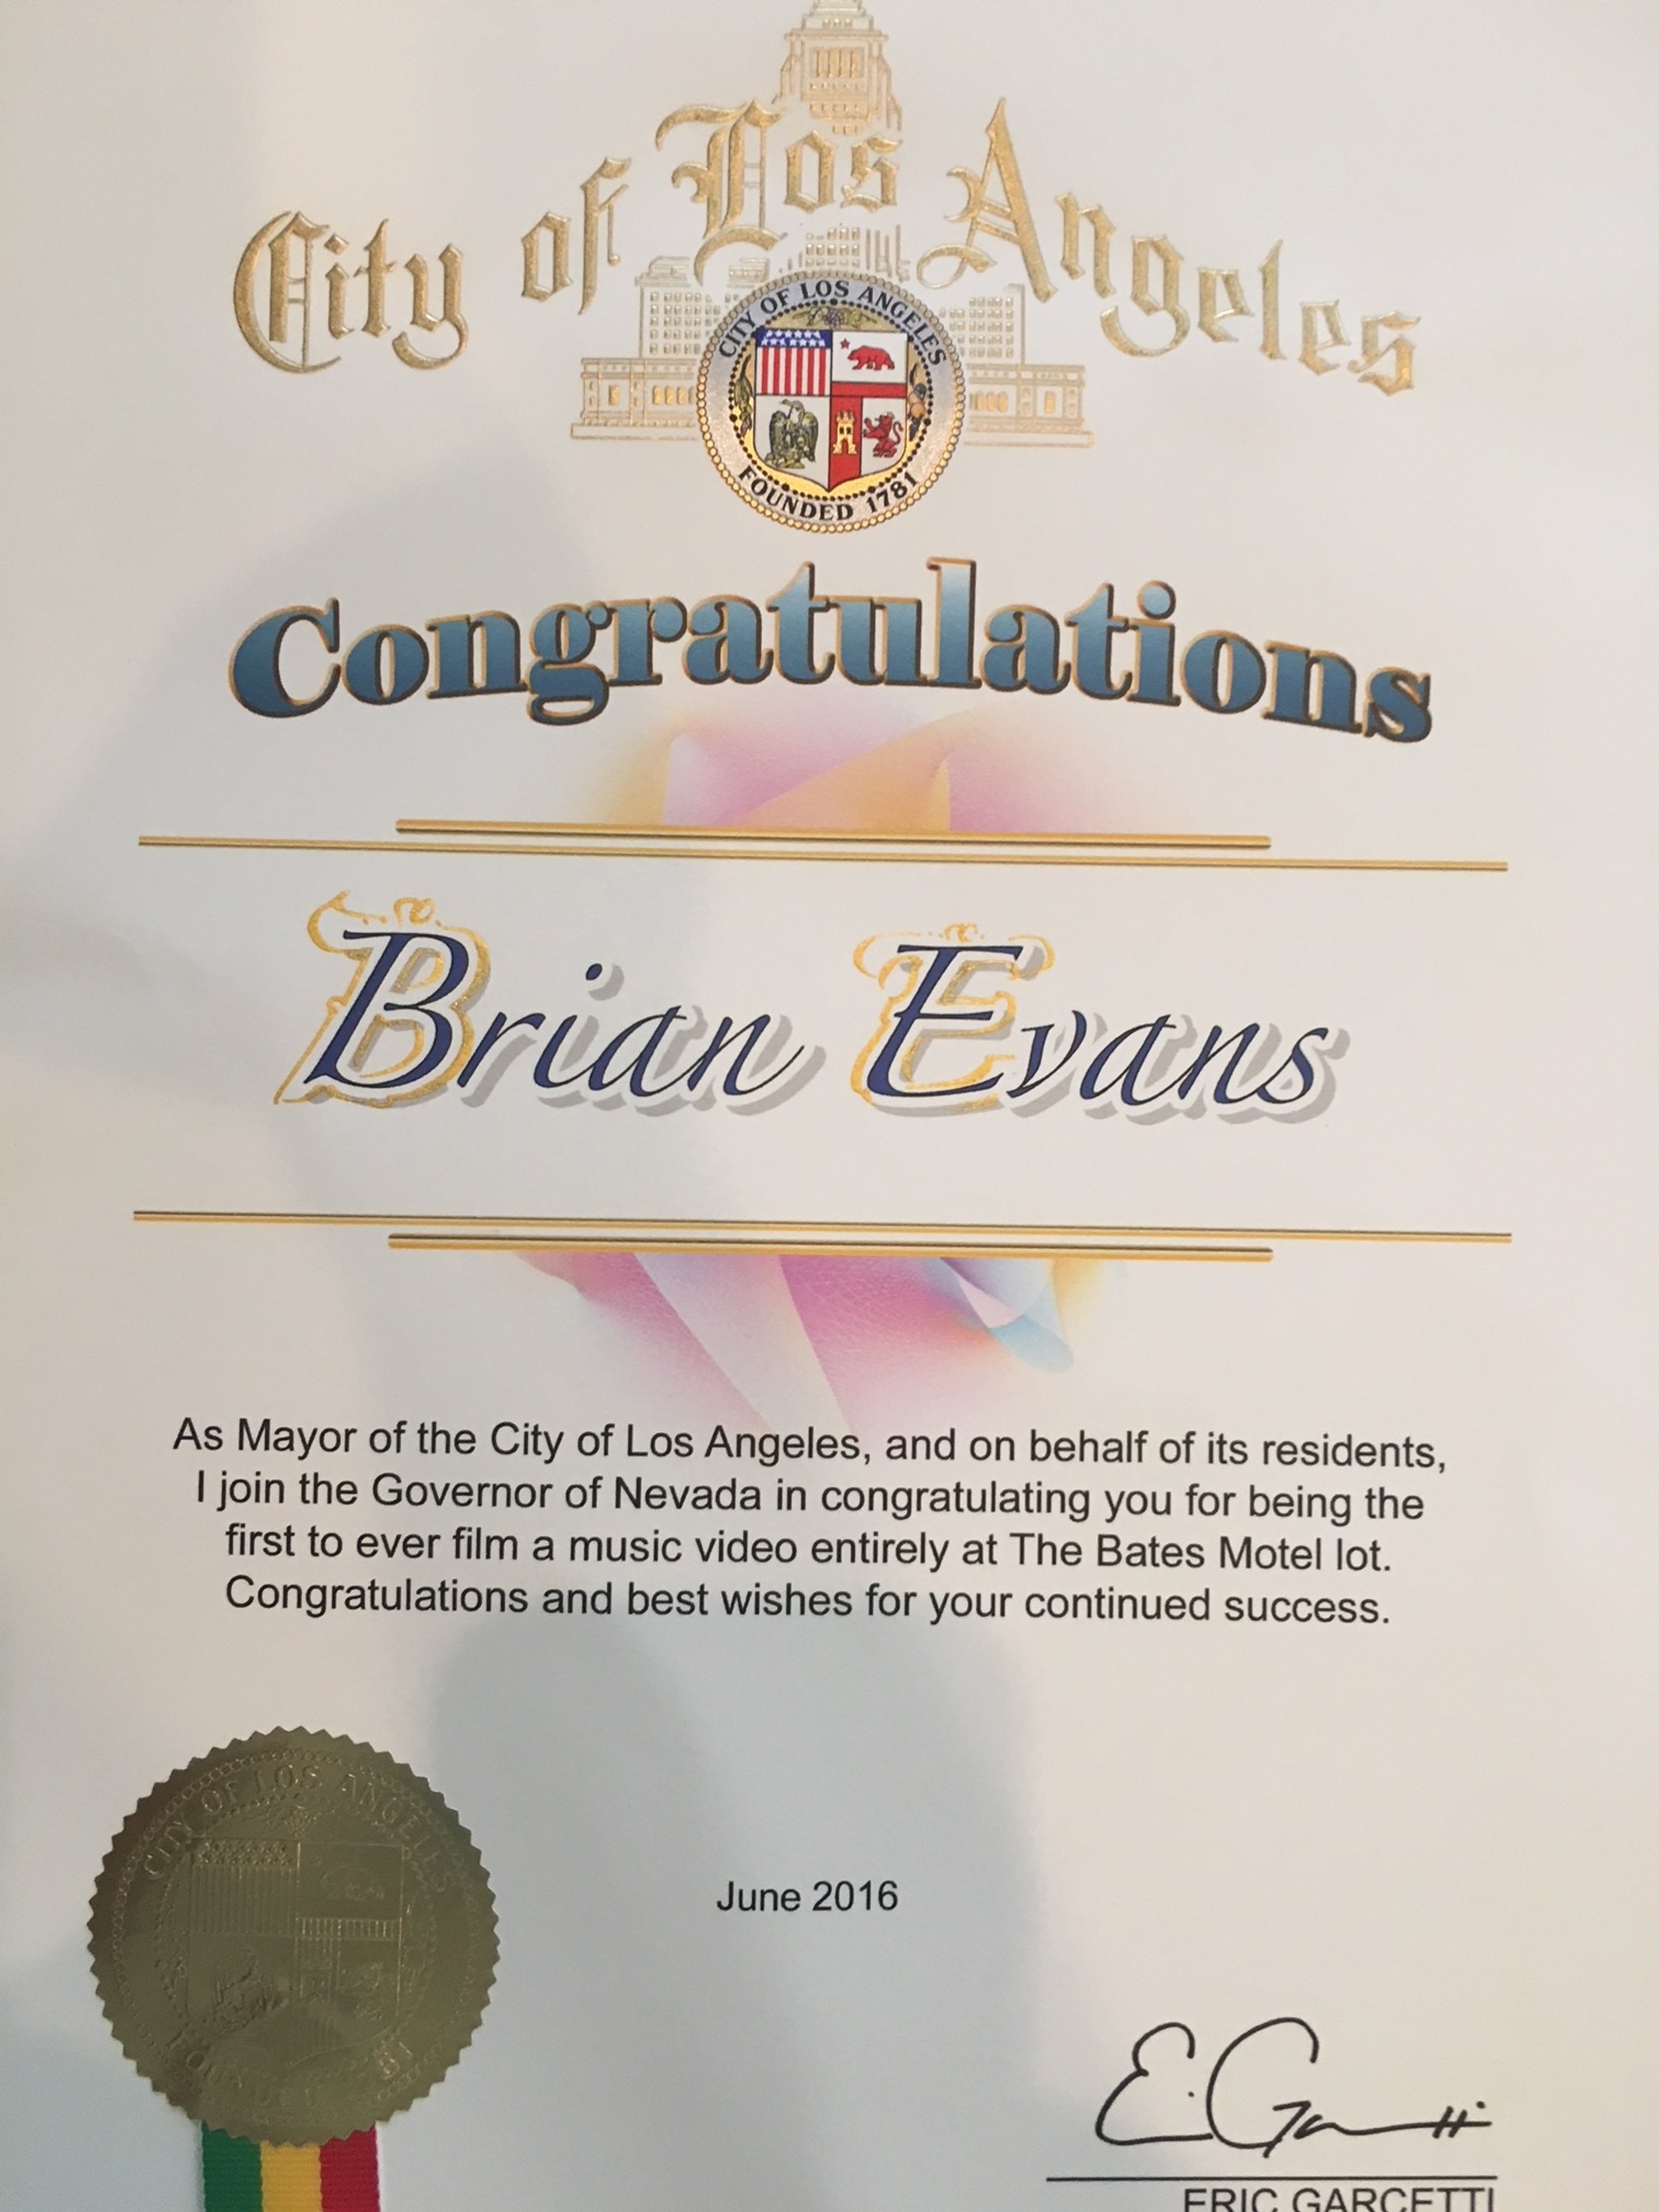 City of Los Angeles
CITY OF LOS ANGELES
FOUNDED 1781
Congratulations
Brian Evans
As Mayor of the City of Los Angeles, and on behalf of its residents,
I join the Governor of Nevada in congratulating you for being the
first to ever film a music video entirely at The Bates Motel lot.
Congratulations and best wishes for your continued success.
CITY OF LOS ANGELES
June 2016
E. Garcetti
ERIC GARCETTI